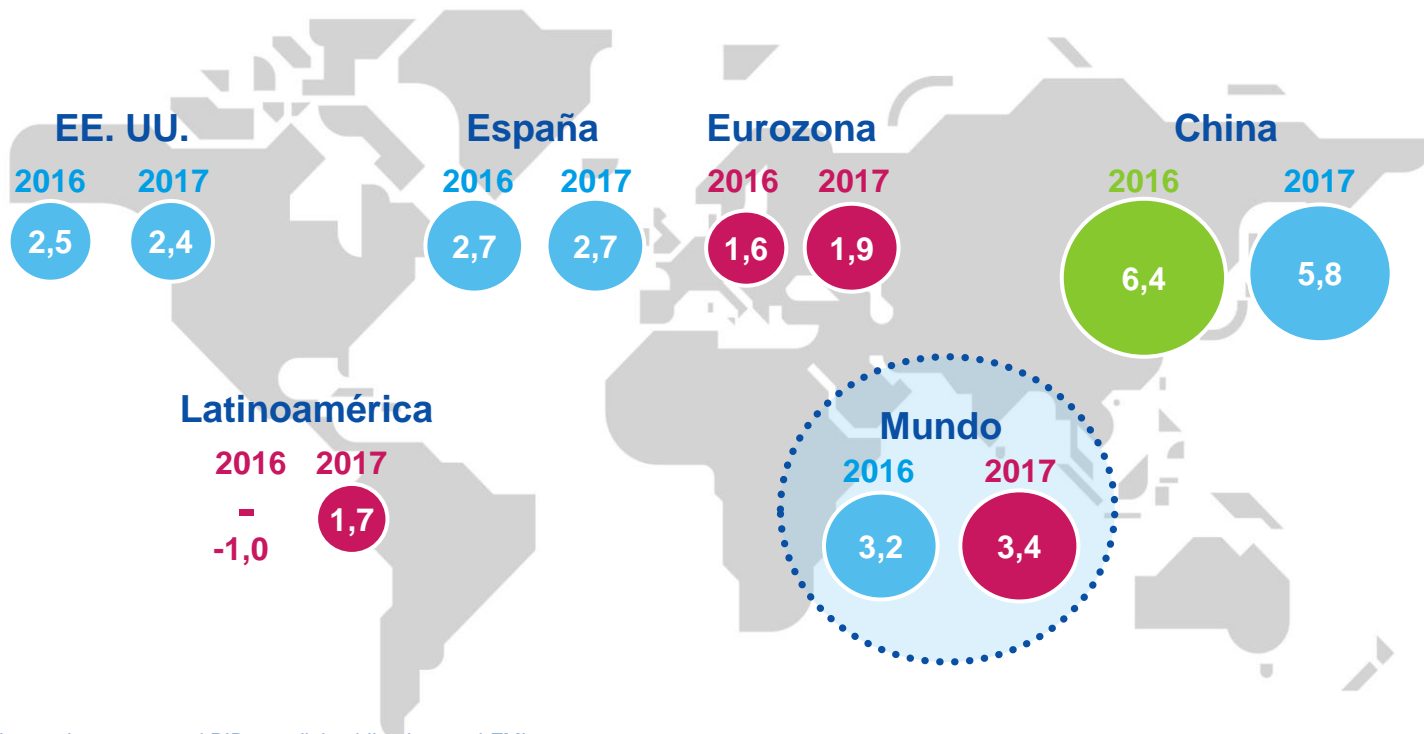 EE. UU.
2016 2017
2,5 2,4
España
2016 2017
2,7 2,7
Eurozona
2016 2017
1,6 1,9
China
2016 2017
6,4 5,8
Latinoamérica
2016 2017
-
-1,0 1,7
Mundo
2016 2017
3,2 3,4